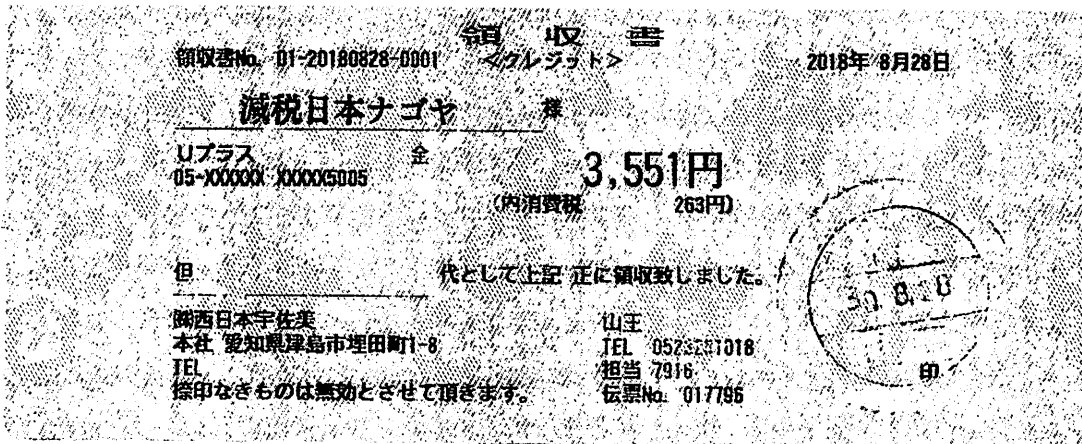 領収書
領収書No. 01-20180828-0001 <クレジット> 2018年 8月28日
減税日本ナゴヤ 様
Uプラス 金 3,551円
05-XXXXXX XXXXX5005
(内消費税 263円)
但 代として上記 正に領収致しました。
㈱西日本宇佐美 山王
本社 愛知県津島市埋田町1-8 TEL
TEL 担当 7916
捺印なきものは無効とさせて頂きます。 伝票No. 017796
印